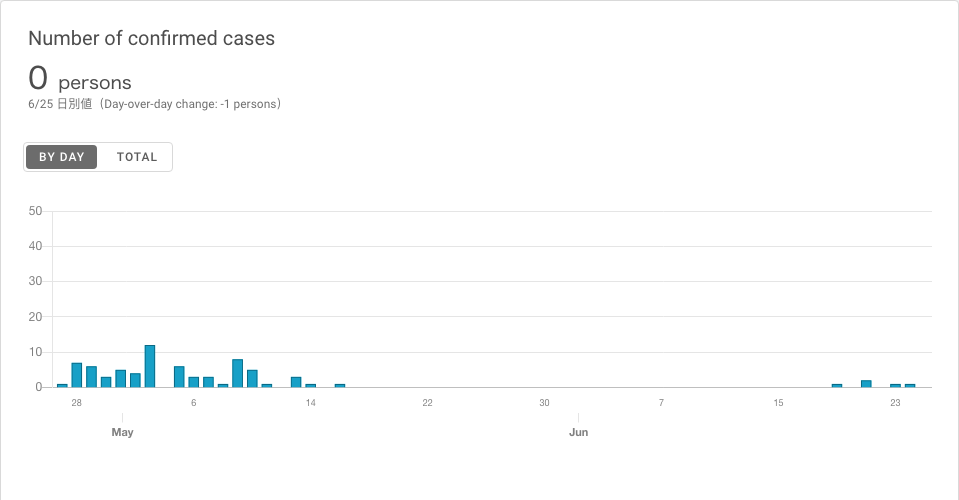 Number of confirmed cases
0 persons
6/25 日別値（Day-over-day change: -1 persons）
BY DAY TOTAL
50
40
30
20
10
0
28 6 14 22 30 7 15 23
May Jun